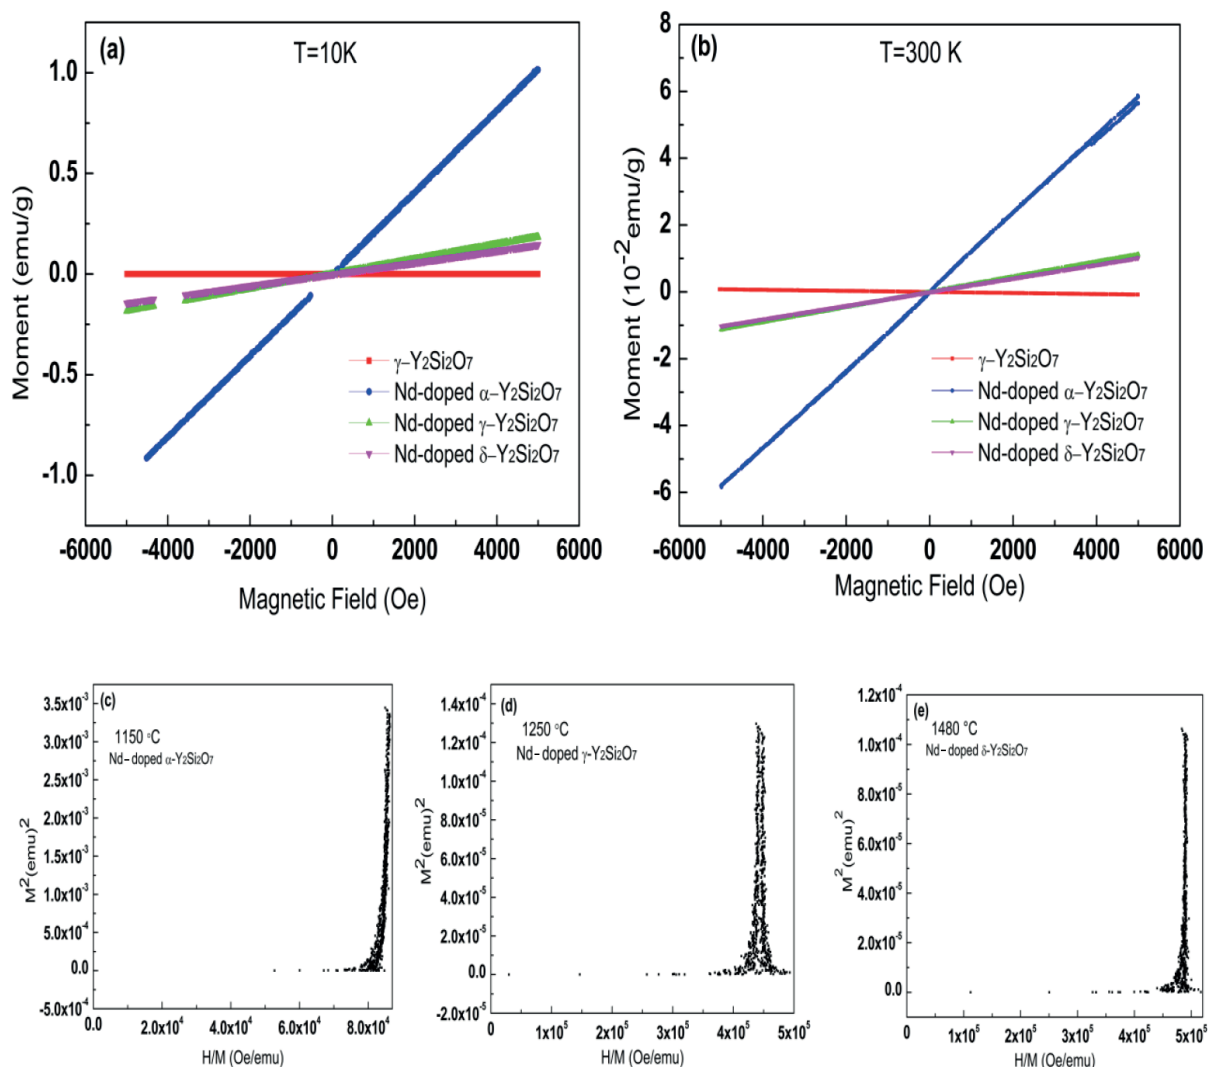 (a)
T=10K
Moment (emu/g)
1.0
0.5
0.0
-0.5
-1.0
γ–Y₂Si₂O₇
Nd-doped α–Y₂Si₂O₇
Nd-doped γ–Y₂Si₂O₇
Nd-doped δ–Y₂Si₂O₇
-6000 -4000 -2000 0 2000 4000 6000
Magnetic Field (Oe)
(b)
T=300 K
Moment (10⁻² emu/g)
8
6
4
2
0
-2
-4
-6
γ–Y₂Si₂O₇
Nd-doped α–Y₂Si₂O₇
Nd-doped γ–Y₂Si₂O₇
Nd-doped δ–Y₂Si₂O₇
-6000 -4000 -2000 0 2000 4000 6000
Magnetic Field (Oe)
(c)
1150 °C
Nd–doped α-Y₂Si₂O₇
M²(emu)²
3.5x10⁻³
3.0x10⁻³
2.5x10⁻³
2.0x10⁻³
1.5x10⁻³
1.0x10⁻³
5.0x10⁻⁴
0.0
-5.0x10⁻⁴
0.0 2.0x10⁴ 4.0x10⁴ 6.0x10⁴ 8.0x10⁴
H/M (Oe/emu)
(d)
1250 °C
Nd–doped γ-Y₂Si₂O₇
M²(emu)²
1.4x10⁻⁴
1.2x10⁻⁴
1.0x10⁻⁴
8.0x10⁻⁵
6.0x10⁻⁵
4.0x10⁻⁵
2.0x10⁻⁵
0.0
-2.0x10⁻⁵
0 1x10⁵ 2x10⁵ 3x10⁵ 4x10⁵ 5x10⁵
H/M (Oe/emu)
(e)
1480 °C
Nd–doped δ-Y₂Si₂O₇
M²(emu)²
1.2x10⁻⁴
1.0x10⁻⁴
8.0x10⁻⁵
6.0x10⁻⁵
4.0x10⁻⁵
2.0x10⁻⁵
0.0
0 1x10⁵ 2x10⁵ 3x10⁵ 4x10⁵ 5x10⁵
H/M (Oe/emu)